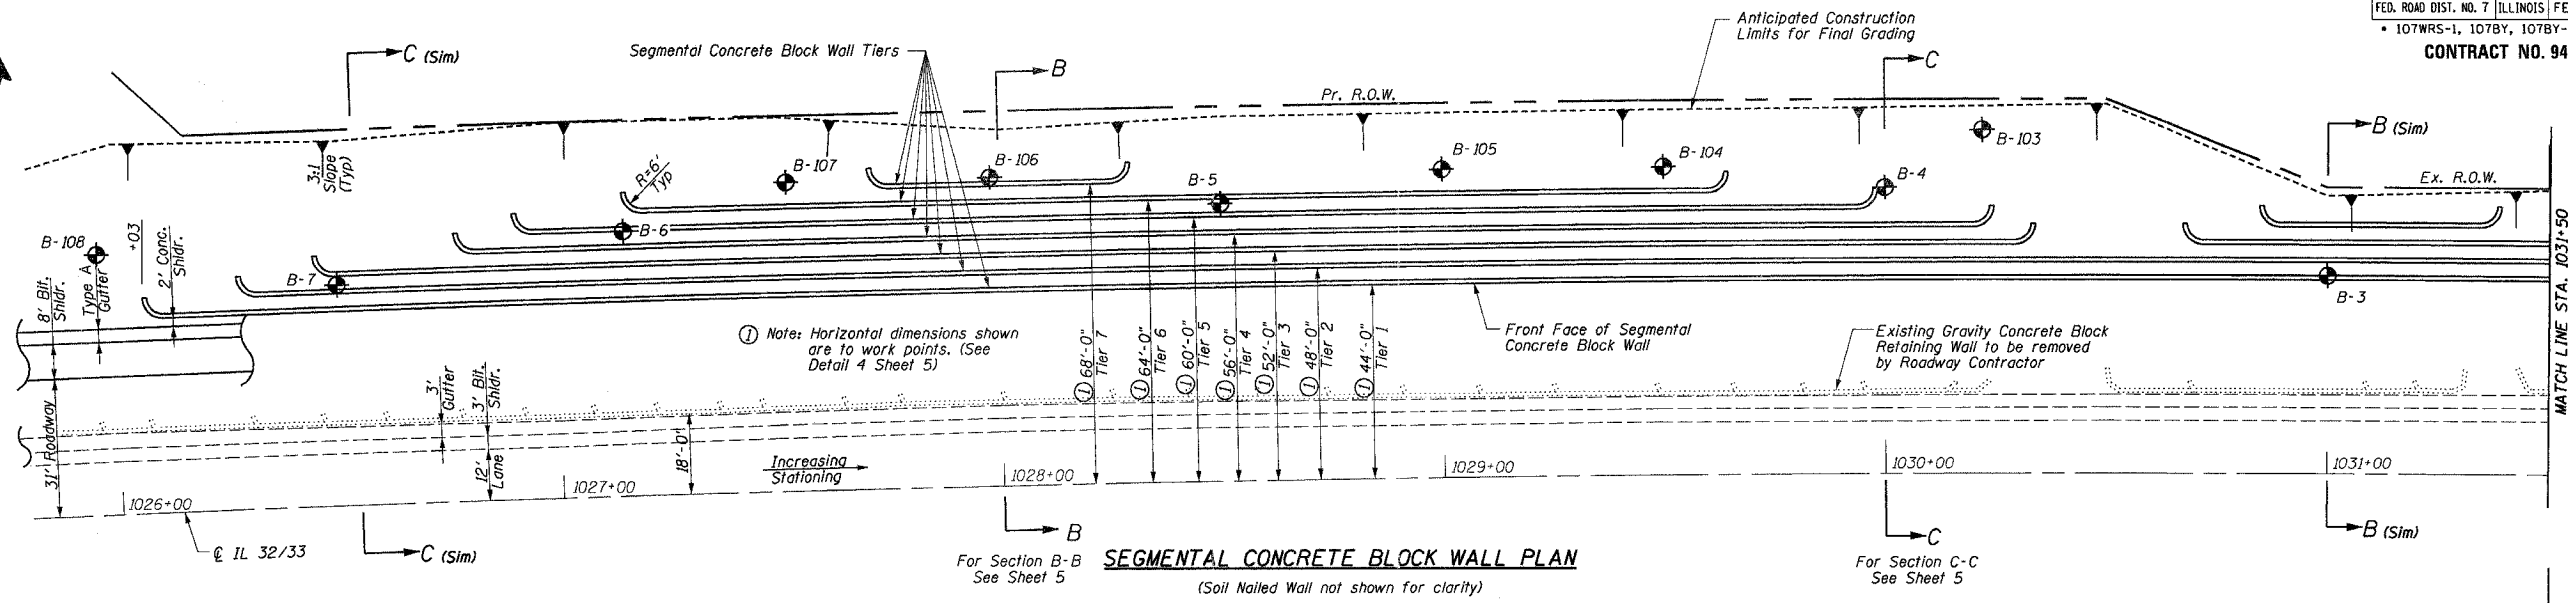 FED. ROAD DIST. NO. 7 ILLINOIS FE
• 107WRS-1, 107BY, 107BY-
CONTRACT NO. 94
Anticipated Construction
Limits for Final Grading
Segmental Concrete Block Wall Tiers
C (Sim)
B
C
Pr. R.O.W.
B (Sim)
Ex. R.O.W.
3:1
Slope
(Typ)
R=6'
Typ
B-107
B-106
B-105
B-104
B-103
B-5
B-4
B-6
B-108
B-7
B-3
+03
2' Conc.
Shldr.
Type A
Gutter
8' Bit.
Shldr.
31' Roadway
1 Note: Horizontal dimensions shown
are to work points. (See
Detail 4 Sheet 5)
1 68'-0"
Tier 7
1 64'-0"
Tier 6
1 60'-0"
Tier 5
1 56'-0"
Tier 4
1 52'-0"
Tier 3
1 48'-0"
Tier 2
1 44'-0"
Tier 1
Front Face of Segmental
Concrete Block Wall
Existing Gravity Concrete Block
Retaining Wall to be removed
by Roadway Contractor
MATCH LINE STA. 1031+50
3'
Gutter
3' Bit.
Shldr.
12'
Lane
18'-0"
Increasing
Stationing
1026+00
1027+00
1028+00
1029+00
1030+00
1031+00
℄ IL 32/33
C (Sim)
B
For Section B-B
See Sheet 5
C
For Section C-C
See Sheet 5
B (Sim)
SEGMENTAL CONCRETE BLOCK WALL PLAN
(Soil Nailed Wall not shown for clarity)